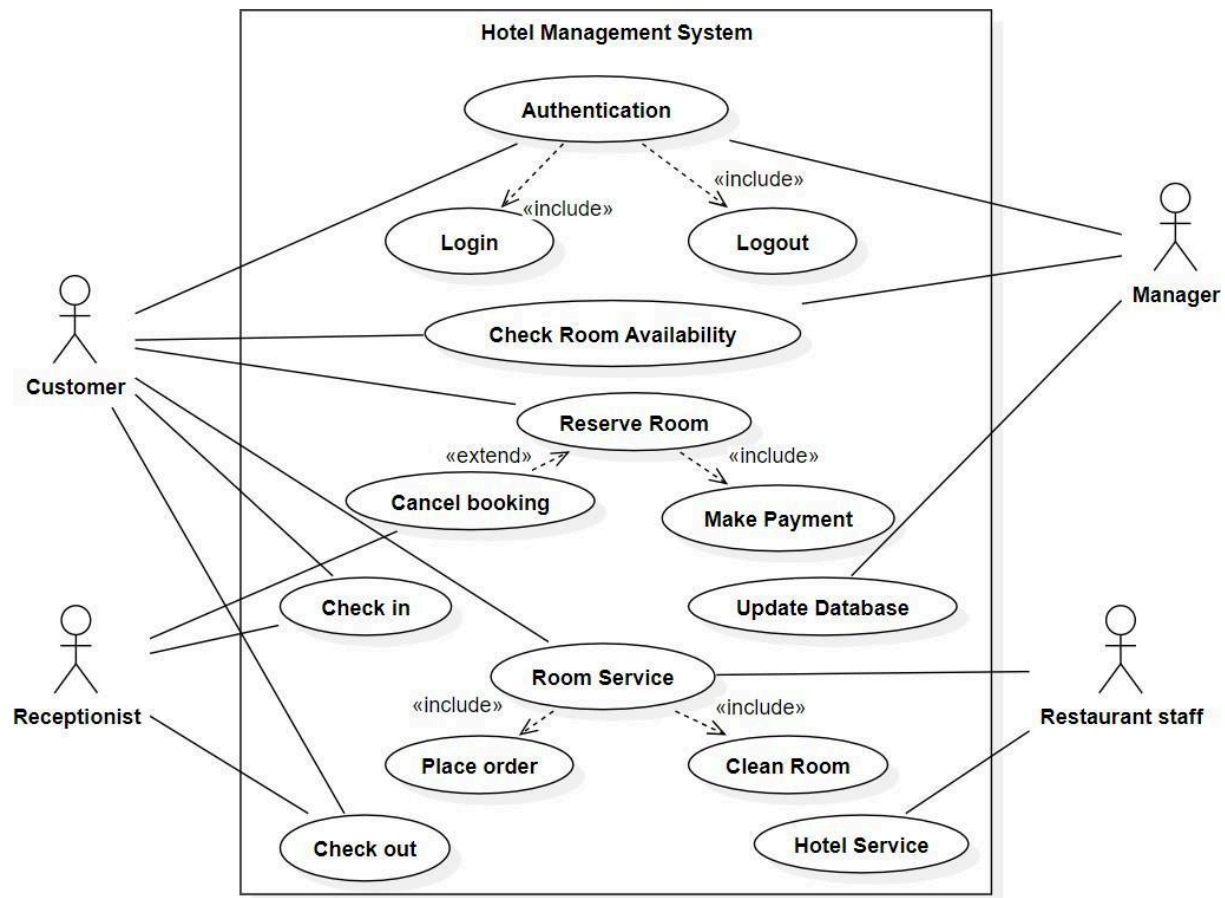 Hotel Management System
Authentication
«include»
«include»
Login
Logout
Manager
Check Room Availability
Customer
Reserve Room
«extend»
«include»
Cancel booking
Make Payment
Check in
Update Database
Room Service
«include»
«include»
Receptionist
Restaurant staff
Place order
Clean Room
Check out
Hotel Service